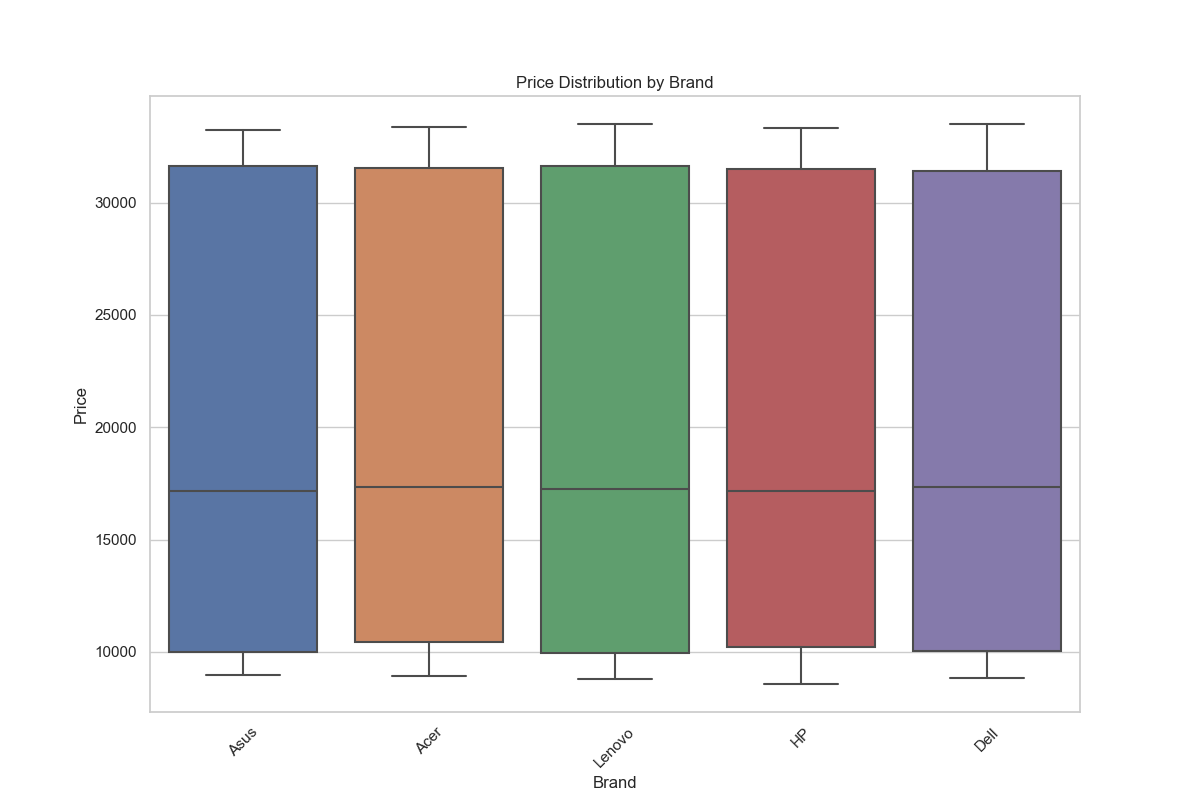 Price Distribution by Brand
30000
25000
20000
15000
10000
Price
Asus
Acer
Lenovo
HP
Dell
Brand